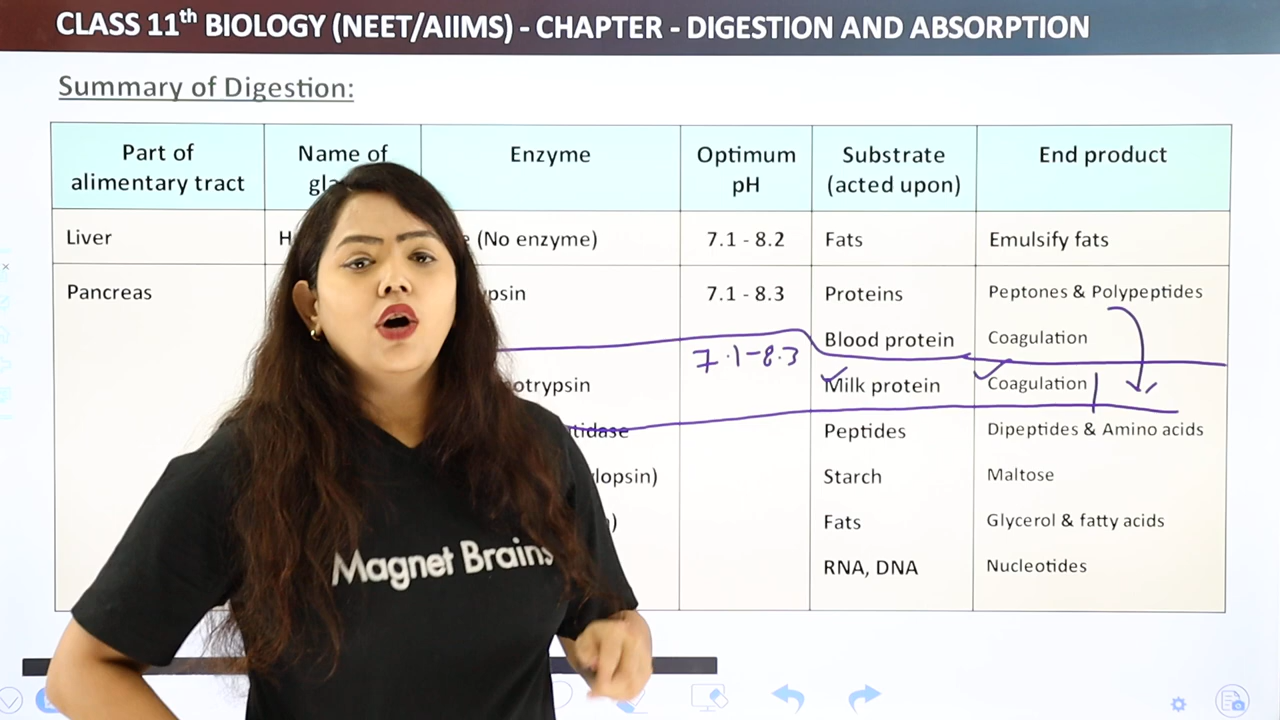 CLASS 11th BIOLOGY (NEET/AIIMS) - CHAPTER - DIGESTION AND ABSORPTION
Summary of Digestion:
Part of alimentary tract
Name of
Enzyme
Optimum pH
Substrate (acted upon)
End product
Liver
(No enzyme)
7.1 - 8.2
Fats
Emulsify fats
Pancreas
7.1 - 8.3
Proteins
Peptones & Polypeptides
Blood protein
Coagulation
7.1-8.3
Milk protein
Coagulation
Peptides
Dipeptides & Amino acids
Starch
Maltose
Fats
Glycerol & fatty acids
RNA, DNA
Nucleotides
Magnet Brains